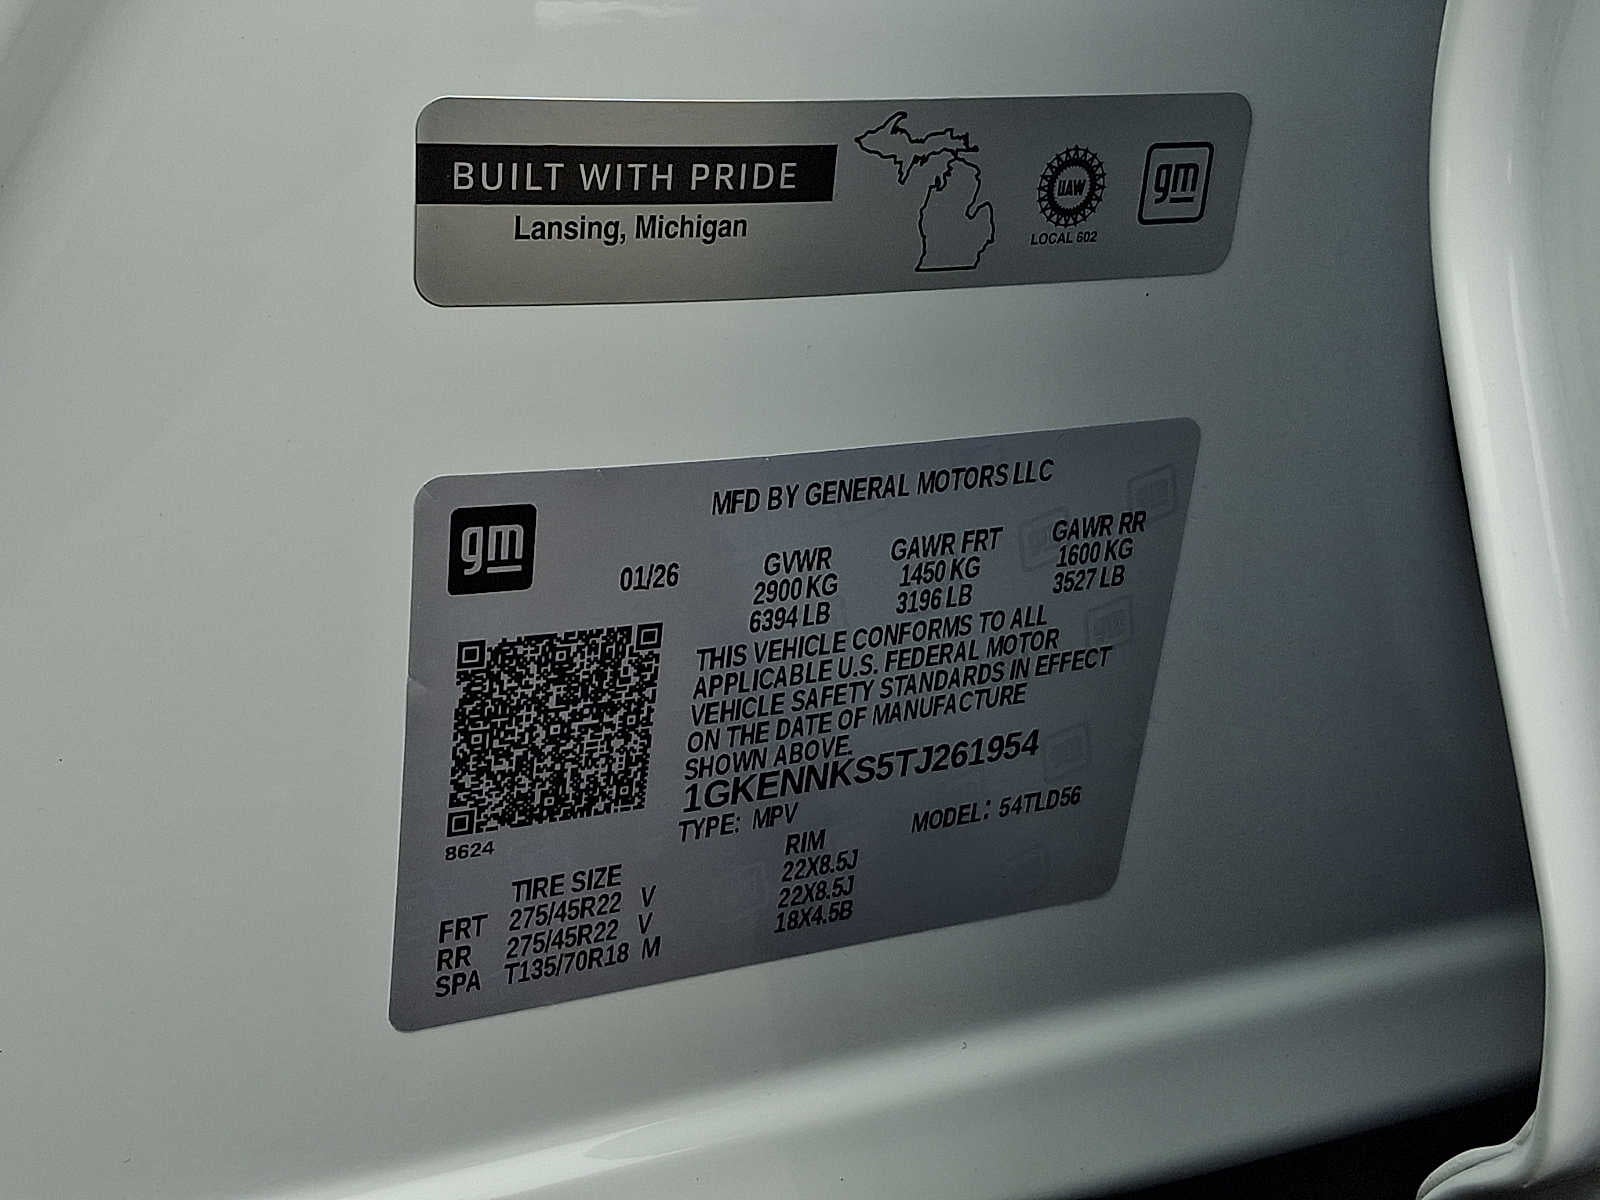 BUILT WITH PRIDE
Lansing, Michigan
UAW
LOCAL 602
gm
MFD BY GENERAL MOTORS LLC
gm
01/26
GVWR GAWR FRT GAWR RR
2900 KG 1450 KG 1600 KG
6394 LB 3196 LB 3527 LB
THIS VEHICLE CONFORMS TO ALL
APPLICABLE U.S. FEDERAL MOTOR
VEHICLE SAFETY STANDARDS IN EFFECT
ON THE DATE OF MANUFACTURE
SHOWN ABOVE.
1GKENNKS5TJ261954
TYPE: MPV MODEL: 54TLD56
8624
TIRE SIZE RIM
FRT 275/45R22 V 22X8.5J
RR 275/45R22 V 22X8.5J
SPA T135/70R18 M 18X4.5B